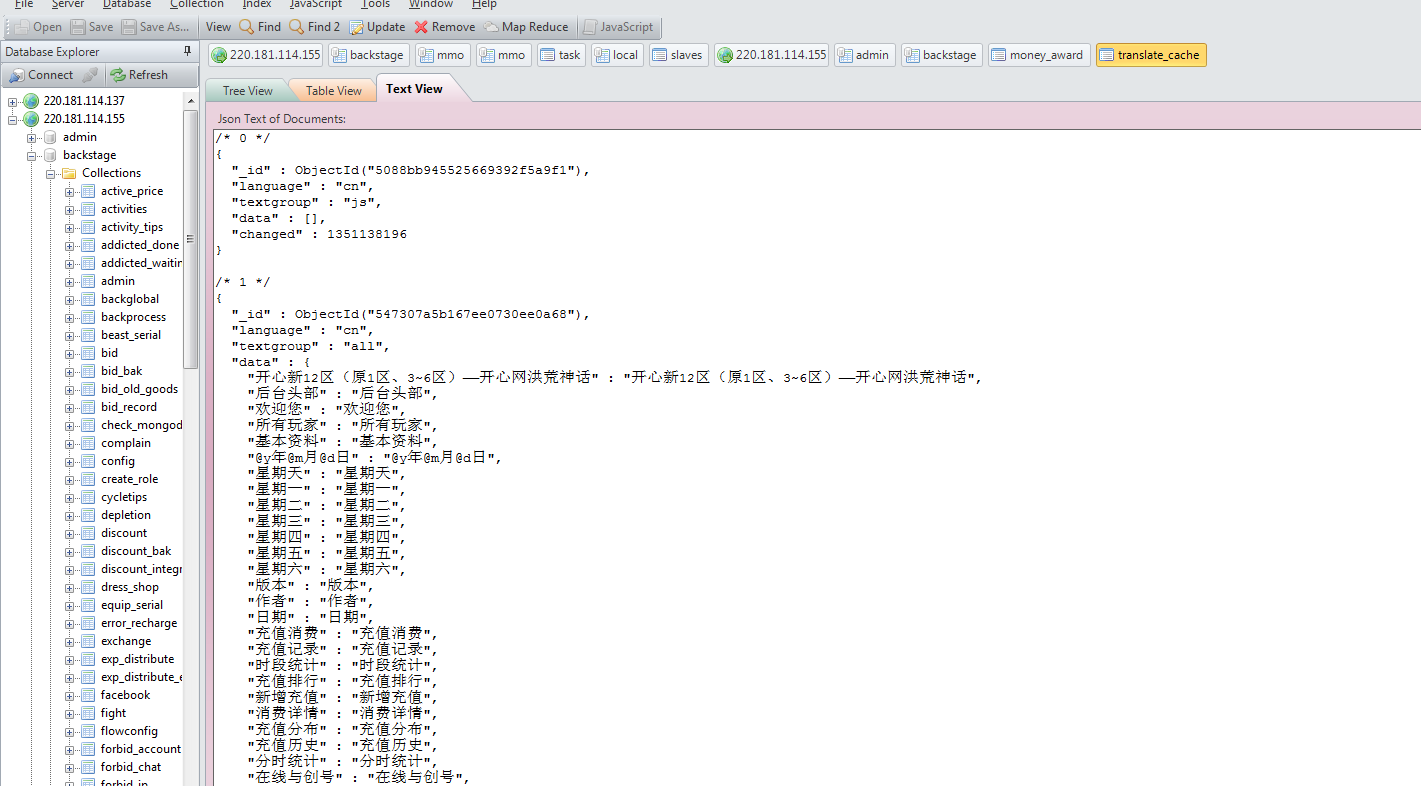 File Server Database Collection Index JavaScript Tools Window Help
Open Save Save As... View Find Find 2 Update Remove Map Reduce JavaScript
Database Explorer
Connect Refresh
220.181.114.137
220.181.114.155
admin
backstage
Collections
active_price
activities
activity_tips
addicted_done
addicted_waitin
admin
backglobal
backprocess
beast_serial
bid
bid_bak
bid_old_goods
bid_record
check_mongod
complain
config
create_role
cycletips
depletion
discount
discount_bak
discount_integr
dress_shop
equip_serial
error_recharge
exchange
exp_distribute
exp_distribute_e
facebook
fight
flowconfig
forbid_account
forbid_chat
forbid_ip
220.181.114.155 backstage mmo mmo task local slaves 220.181.114.155 admin backstage money_award translate_cache
Tree View Table View Text View
Json Text of Documents:
/* 0 */
{
"_id" : ObjectId("5088bb945525669392f5a9f1"),
"language" : "cn",
"textgroup" : "js",
"data" : [],
"changed" : 1351138196
}
/* 1 */
{
"_id" : ObjectId("547307a5b167ee0730ee0a68"),
"language" : "cn",
"textgroup" : "all",
"data" : {
"开心新12区（原1区、3~6区）——开心网洪荒神话" : "开心新12区（原1区、3~6区）——开心网洪荒神话",
"后台头部" : "后台头部",
"欢迎您" : "欢迎您",
"所有玩家" : "所有玩家",
"基本资料" : "基本资料",
"@y年@m月@d日" : "@y年@m月@d日",
"星期天" : "星期天",
"星期一" : "星期一",
"星期二" : "星期二",
"星期三" : "星期三",
"星期四" : "星期四",
"星期五" : "星期五",
"星期六" : "星期六",
"版本" : "版本",
"作者" : "作者",
"日期" : "日期",
"充值消费" : "充值消费",
"充值记录" : "充值记录",
"时段统计" : "时段统计",
"充值排行" : "充值排行",
"新增充值" : "新增充值",
"消费详情" : "消费详情",
"充值分布" : "充值分布",
"充值历史" : "充值历史",
"分时统计" : "分时统计",
"在线与创号" : "在线与创号",